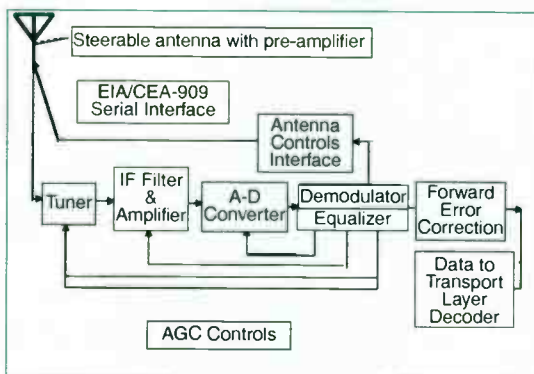 Steerable antenna with pre-amplifier
EIA/CEA-909
Serial Interface
Antenna
Controls
Interface
Tuner
IF Filter
&
Amplifier
A-D
Converter
Demodulator
Equalizer
Forward
Error
Correction
Data to
Transport
Layer
Decoder
AGC Controls